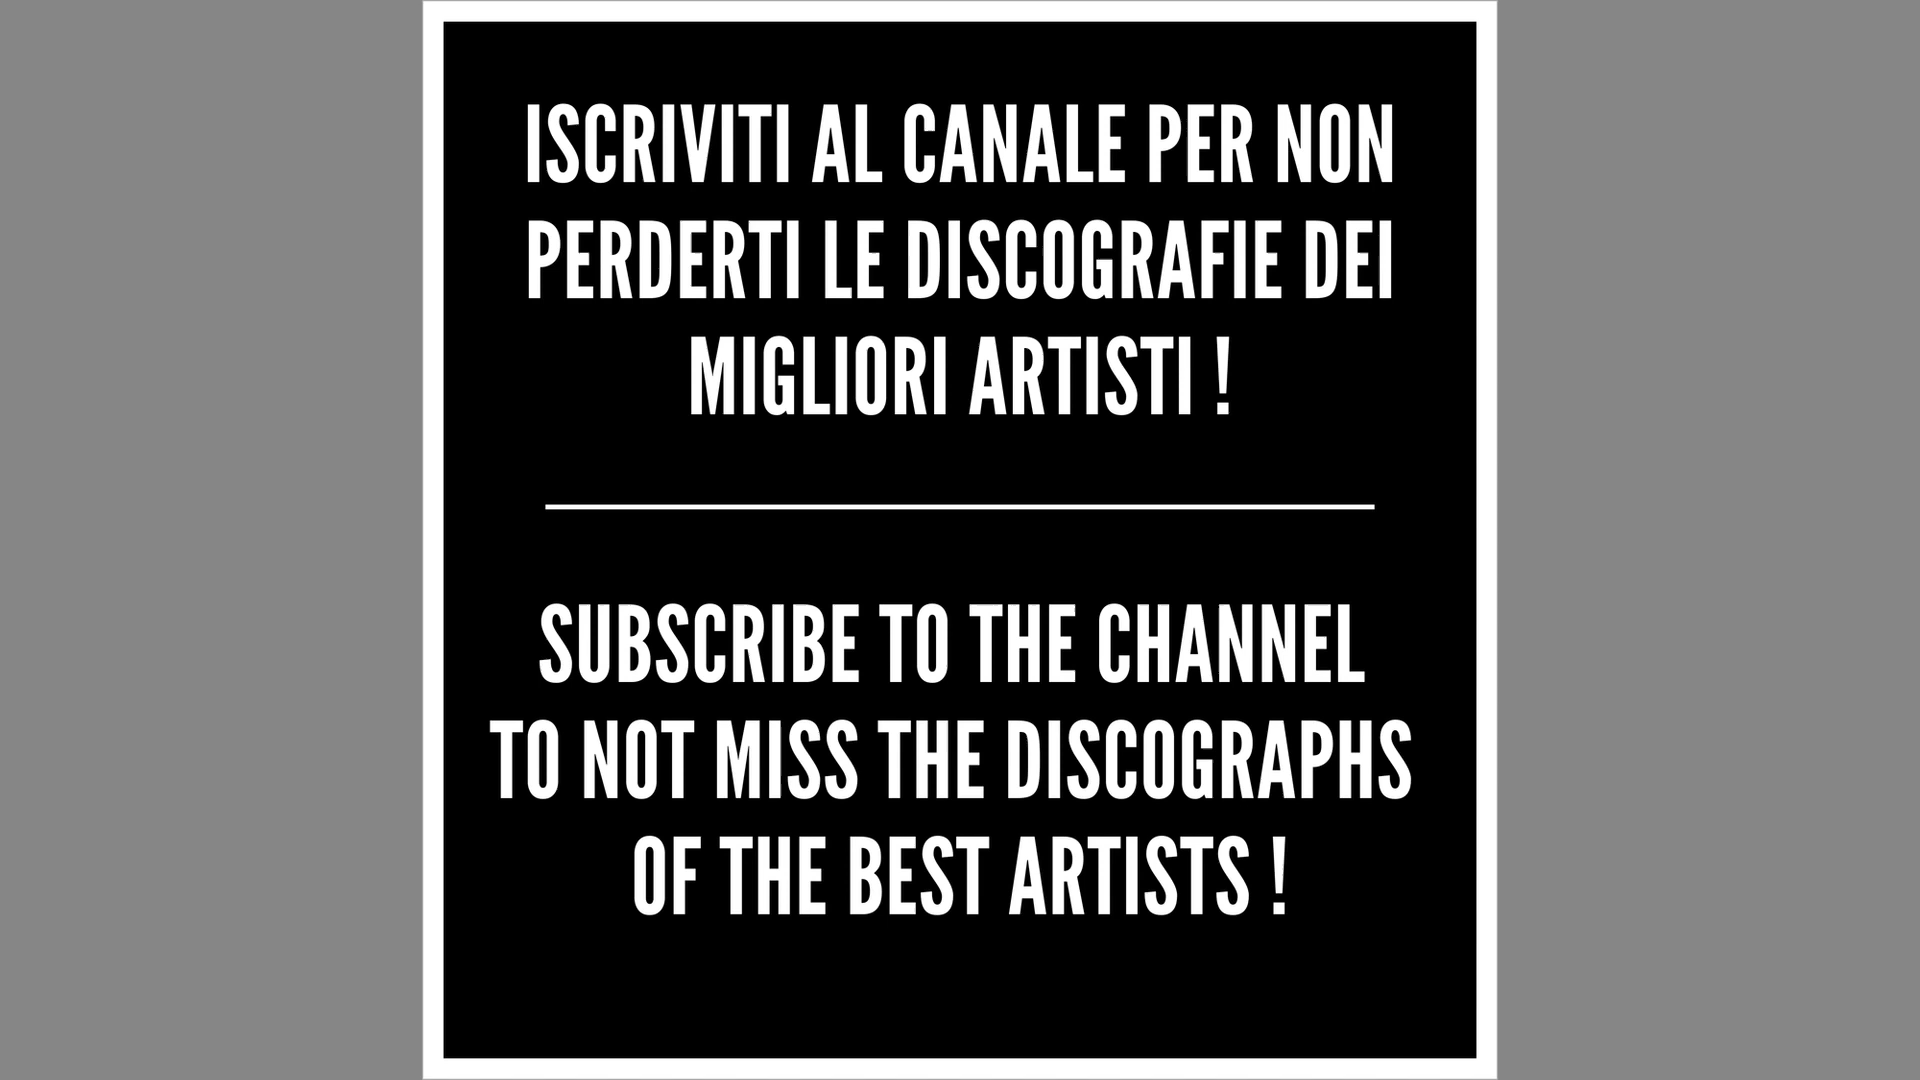 ISCRIVITI AL CANALE PER NON
PERDERTI LE DISCOGRAFIE DEI
MIGLIORI ARTISTI !
SUBSCRIBE TO THE CHANNEL
TO NOT MISS THE DISCOGRAPHS
OF THE BEST ARTISTS !